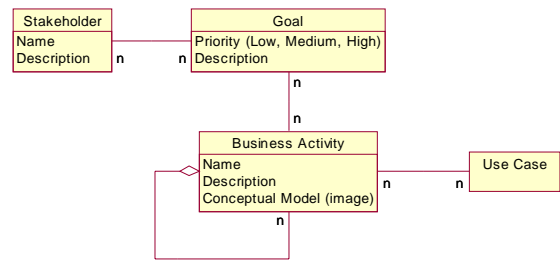 Stakeholder
Name
Description
n
n
Goal
Priority (Low, Medium, High)
Description
n
n
Business Activity
Name
Description
Conceptual Model (image)
n
n
n
Use Case